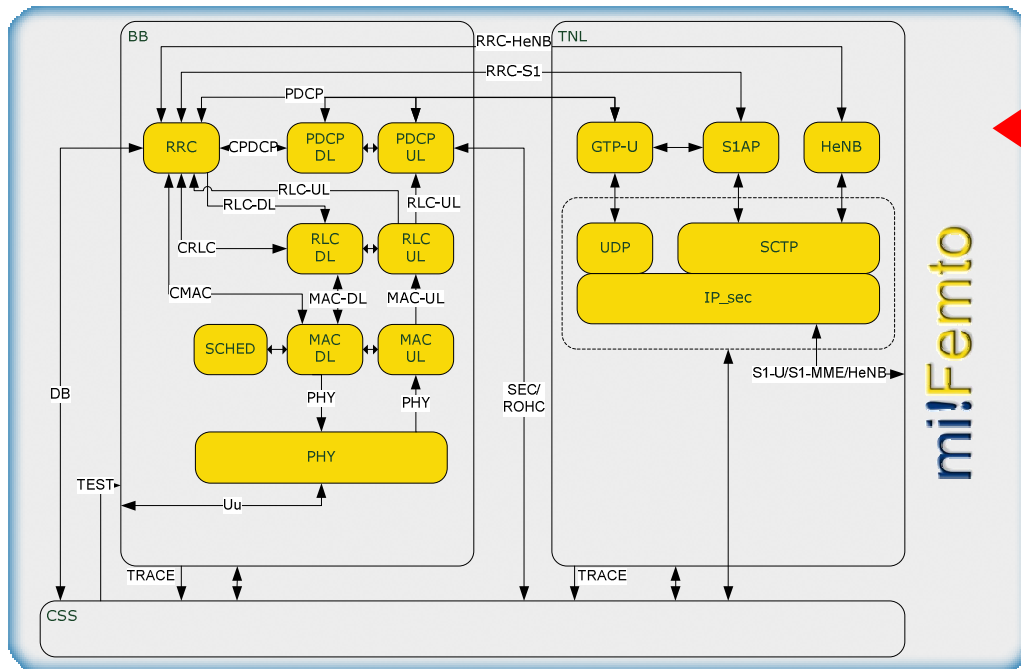 BB
TNL
RRC-HeNB
RRC-S1
PDCP
RRC
CPDCP
PDCP
DL
PDCP
UL
GTP-U
S1AP
HeNB
RLC-UL
RLC-DL
RLC-UL
CRLC
RLC
DL
RLC
UL
UDP
SCTP
IP_sec
CMAC
MAC-DL
MAC-UL
SCHED
MAC
DL
MAC
UL
S1-U/S1-MME/HeNB
DB
PHY
PHY
SEC/
ROHC
PHY
TEST
Uu
TRACE
TRACE
CSS
mi!Femto